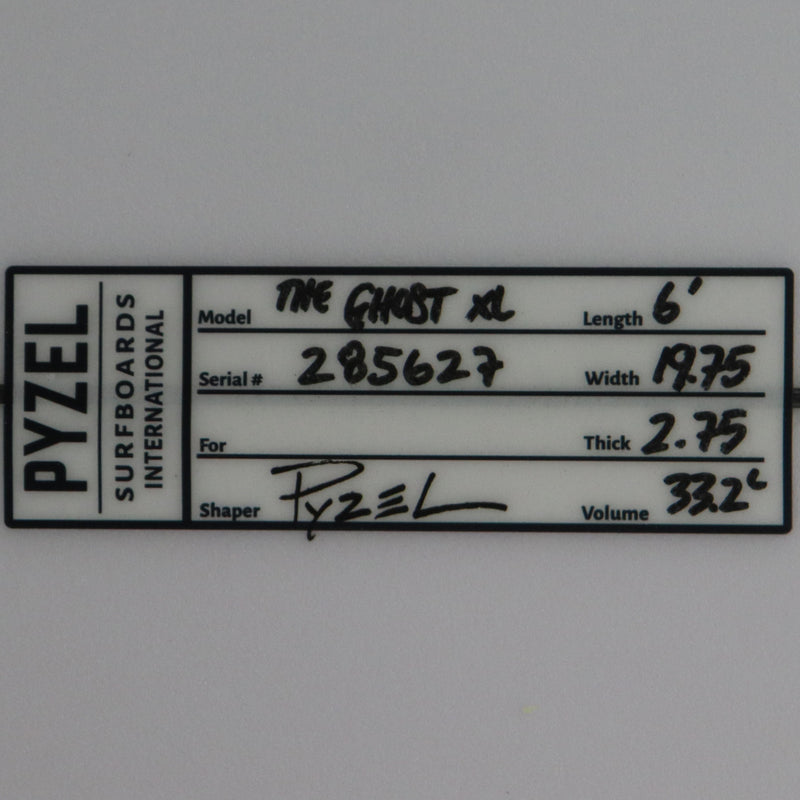 PYZEL
SURFBOARDS
INTERNATIONAL
Model THE GHOST XL Length 6'
Serial # 285627 Width 19.75
For Thick 2.75
Shaper PYZEL Volume 33.2L